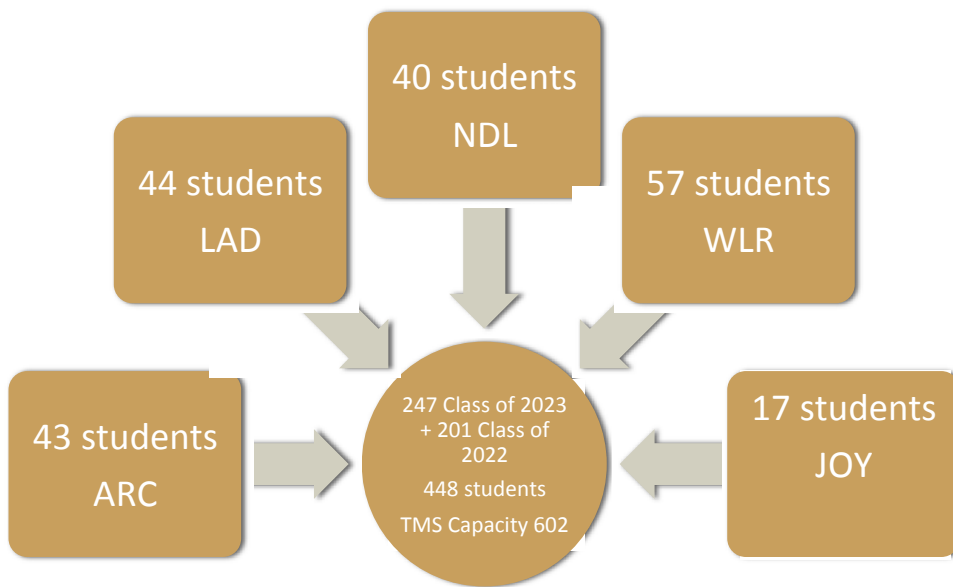 40 students
NDL
44 students
LAD
57 students
WLR
43 students
ARC
247 Class of 2023
+ 201 Class of
2022
448 students
TMS Capacity 602
17 students
JOY